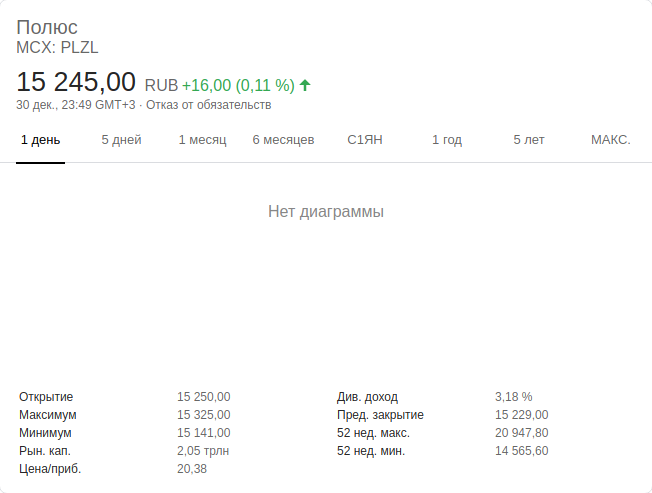 Полюс
MCX: PLZL
15 245,00 RUB +16,00 (0,11 %)
30 дек., 23:49 GMT+3 · Отказ от обязательств
1 день 5 дней 1 месяц 6 месяцев С1ЯН 1 год 5 лет МАКС.
Нет диаграммы
Открытие 15 250,00 Див. доход 3,18 %
Максимум 15 325,00 Пред. закрытие 15 229,00
Минимум 15 141,00 52 нед. макс. 20 947,80
Рын. кап. 2,05 трлн 52 нед. мин. 14 565,60
Цена/приб. 20,38